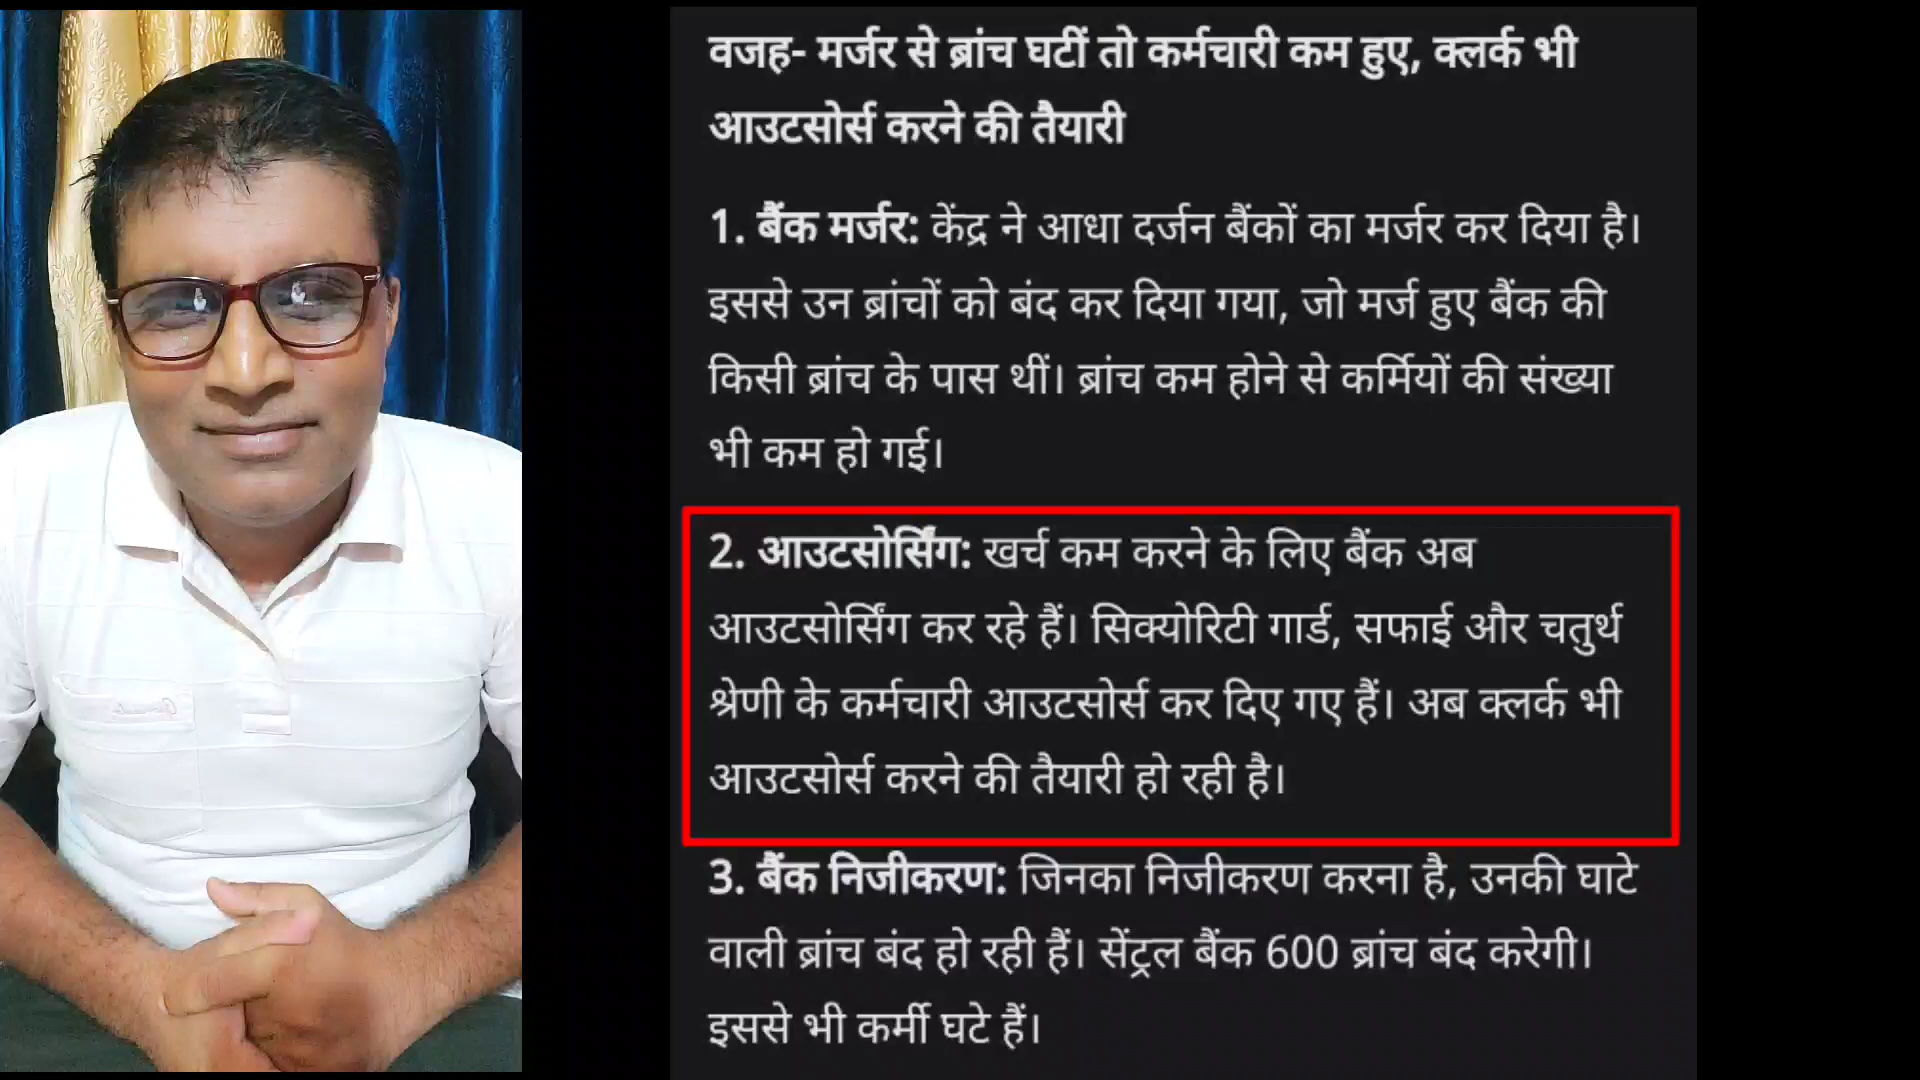 वजह- मर्जर से ब्रांच घटीं तो कर्मचारी कम हुए, क्लर्क भी
आउटसोर्स करने की तैयारी
1. बैंक मर्जर: केंद्र ने आधा दर्जन बैंकों का मर्जर कर दिया है।
इससे उन ब्रांचों को बंद कर दिया गया, जो मर्ज हुए बैंक की
किसी ब्रांच के पास थीं। ब्रांच कम होने से कर्मियों की संख्या
भी कम हो गई।
2. आउटसोर्सिंग: खर्च कम करने के लिए बैंक अब
आउटसोर्सिंग कर रहे हैं। सिक्योरिटी गार्ड, सफाई और चतुर्थ
श्रेणी के कर्मचारी आउटसोर्स कर दिए गए हैं। अब क्लर्क भी
आउटसोर्स करने की तैयारी हो रही है।
3. बैंक निजीकरण: जिनका निजीकरण करना है, उनकी घाटे
वाली ब्रांच बंद हो रही हैं। सेंट्रल बैंक 600 ब्रांच बंद करेगी।
इससे भी कर्मी घटे हैं।